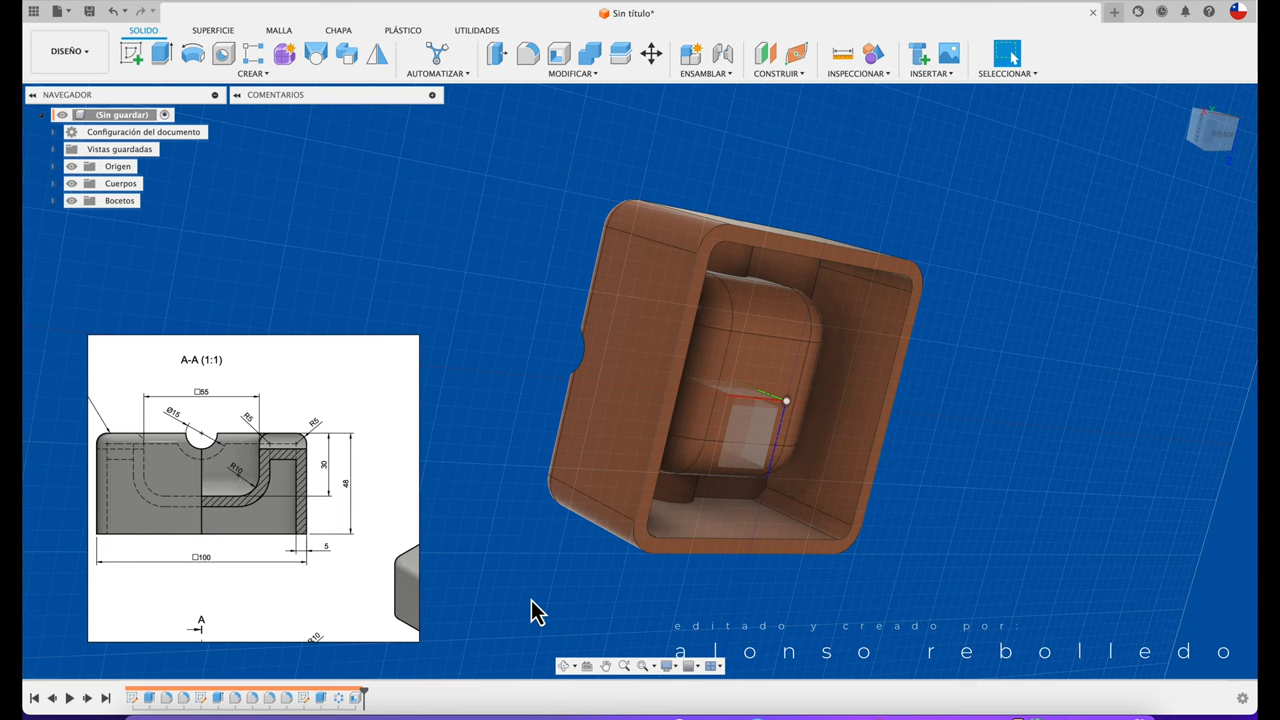 Sin título*
DISEÑO
SOLIDO
SUPERFICIE
MALLA
CHAPA
PLÁSTICO
UTILIDADES
CREAR
AUTOMATIZAR
MODIFICAR
ENSAMBLAR
CONSTRUIR
INSPECCIONAR
INSERTAR
SELECCIONAR
NAVEGADOR
COMENTARIOS
(Sin guardar)
Configuración del documento
Vistas guardadas
Origen
Cuerpos
Bocetos
A-A (1:1)
□55
Ø15
R5
R5
R10
30
48
5
□100
A
R10
editado y creado por:
alonso rebolledo